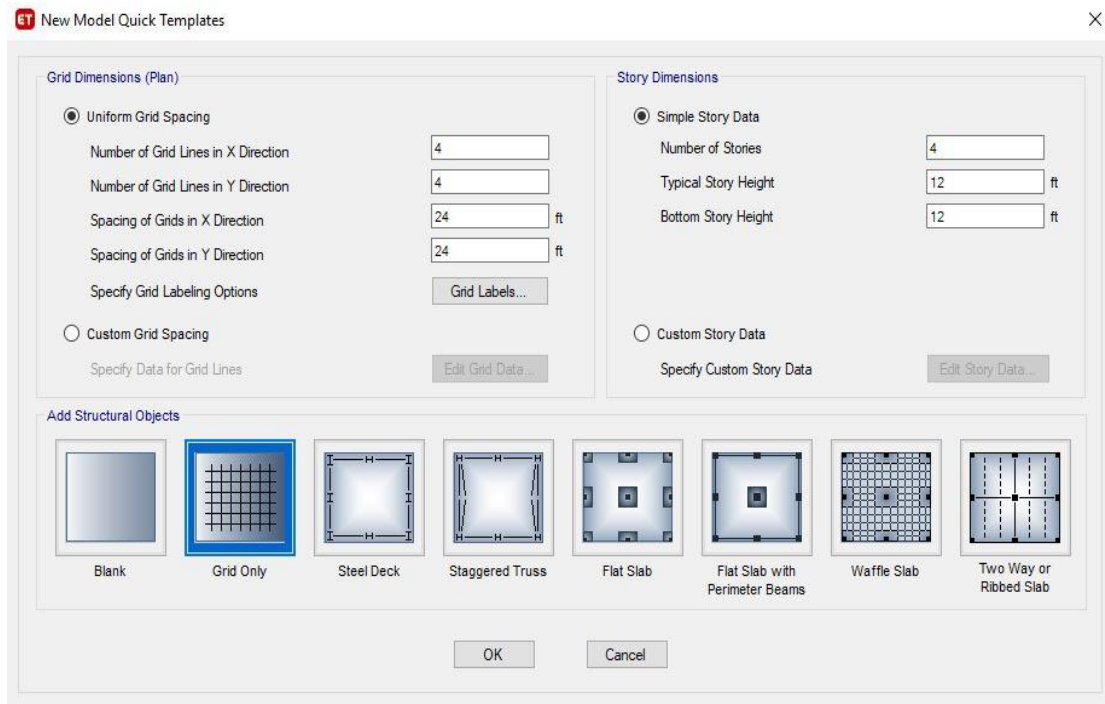 ET New Model Quick Templates
Grid Dimensions (Plan)
Uniform Grid Spacing
Number of Grid Lines in X Direction 4
Number of Grid Lines in Y Direction 4
Spacing of Grids in X Direction 24 ft
Spacing of Grids in Y Direction 24 ft
Specify Grid Labeling Options Grid Labels...
Custom Grid Spacing
Specify Data for Grid Lines Edit Grid Data...
Story Dimensions
Simple Story Data
Number of Stories 4
Typical Story Height 12 ft
Bottom Story Height 12 ft
Custom Story Data
Specify Custom Story Data Edit Story Data...
Add Structural Objects
Blank
Grid Only
Steel Deck
Staggered Truss
Flat Slab
Flat Slab with
Perimeter Beams
Waffle Slab
Two Way or
Ribbed Slab
OK Cancel